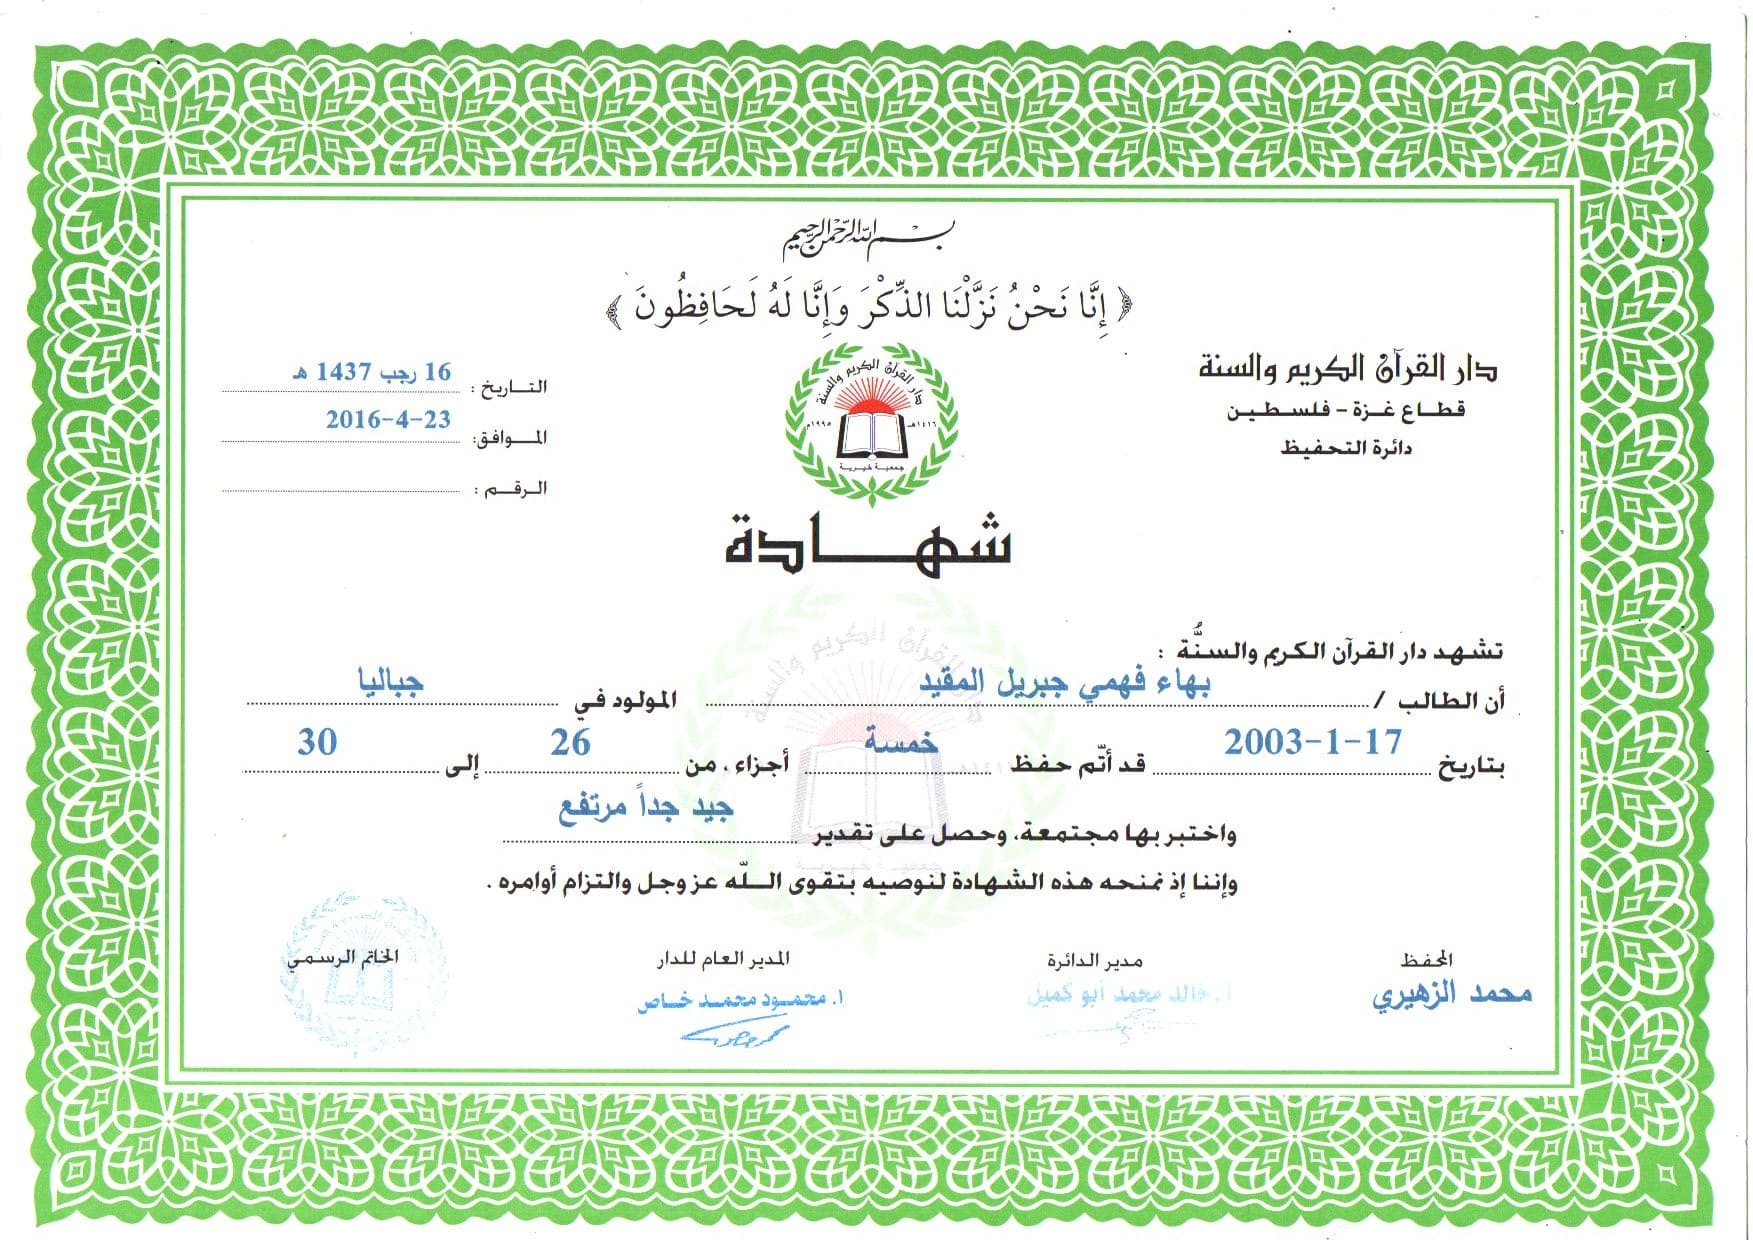 بسم الله الرحمن الرحيم
﴿ إِنَّا نَحْنُ نَزَّلْنَا الذِّكْرَ وَإِنَّا لَهُ لَحَافِظُونَ ﴾
دار القرآن الكريم والسنة
قطاع غزة - فلسطين
دائرة التحفيظ
دار القرآن الكريم والسنة
١٤١٦هـ ١٩٩٥م
جمعية خيرية
التاريخ : 16 رجب 1437 هـ
الموافق: 23-4-2016
الرقم :
شهادة
تشهد دار القرآن الكريم والسنُّة :
أن الطالب / بهاء فهمي جبريل المقيد المولود في جباليا
بتاريخ 17-1-2003 قد أتّم حفظ خمسة أجزاء ، من 26 إلى 30
واختبر بها مجتمعة، وحصل على تقدير جيد جداً مرتفع
وإننا إذ نمنحه هذه الشهادة لنوصيه بتقوى اللّه عز وجل والتزام أوامره .
المحفظ
محمد الزهيري
مدير الدائرة
أ. خالد محمد أبو كميل
المدير العام للدار
ا. محمود محمد خاص
الخاتم الرسمي